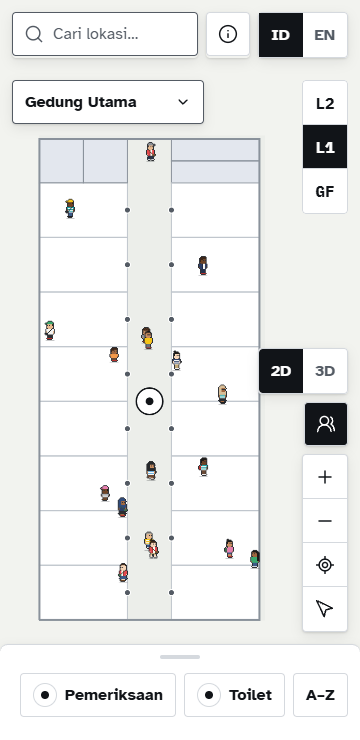 Cari lokasi...
ID
EN
Gedung Utama
L2
L1
GF
2D
3D
Pemeriksaan
Toilet
A-Z